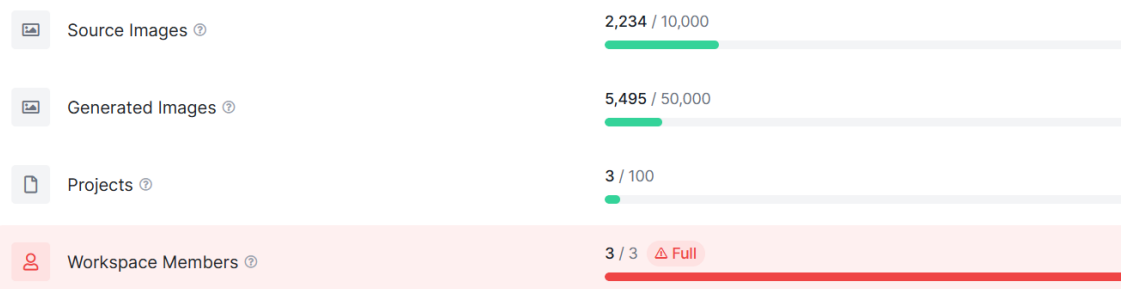 Source Images
2,234 / 10,000
Generated Images
5,495 / 50,000
Projects
3 / 100
Workspace Members
3 / 3 Full